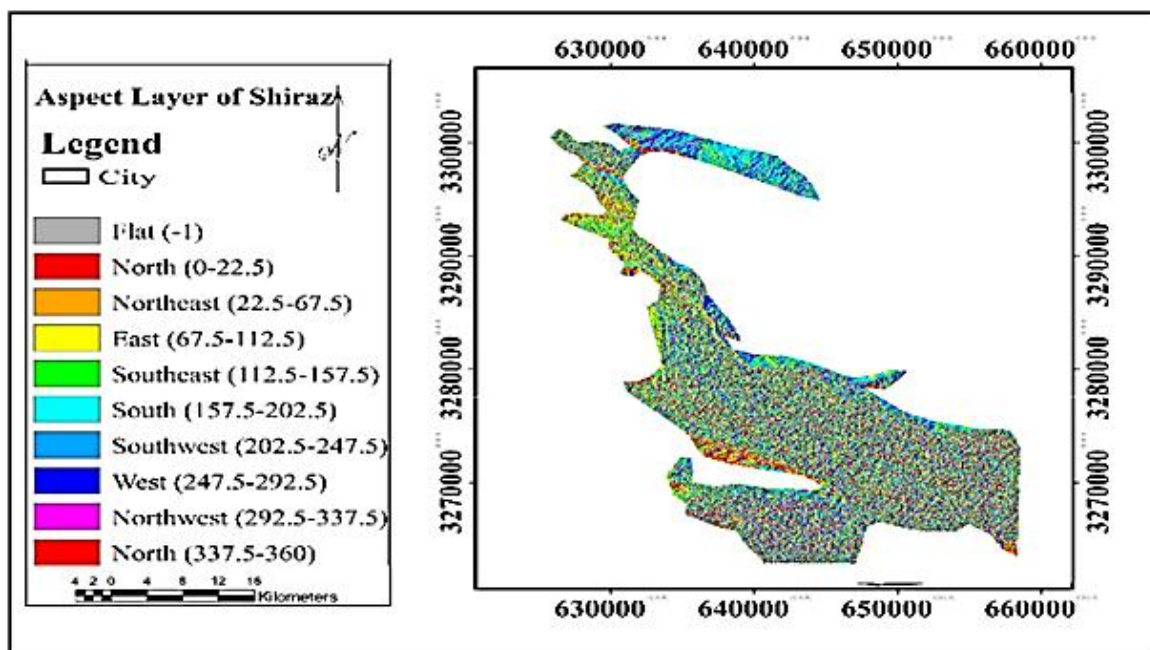 Aspect Layer of Shiraz
Legend
City
Flat (-1)
North (0-22.5)
Northeast (22.5-67.5)
East (67.5-112.5)
Southeast (112.5-157.5)
South (157.5-202.5)
Southwest (202.5-247.5)
West (247.5-292.5)
Northwest (292.5-337.5)
North (337.5-360)
4 2 0 4 8 12 16
Kilometers
630000 640000 650000 660000
3300000 3300000
3290000 3290000
3280000 3280000
3270000 3270000
630000 640000 650000 660000